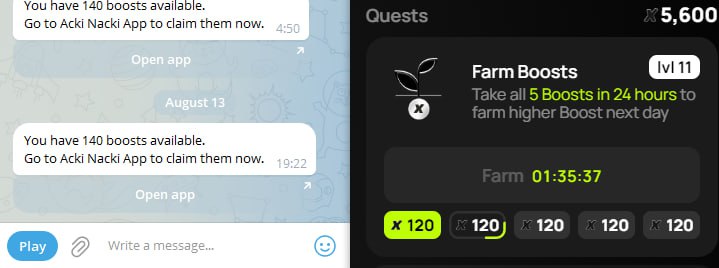 You have 140 boosts available.
Go to Acki Nacki App to claim them now.
4:50
Open app
August 13
You have 140 boosts available.
Go to Acki Nacki App to claim them now.
19:22
Open app
Play
Write a message...
Quests
X 5,600
Farm Boosts
lvl 11
Take all 5 Boosts in 24 hours to
farm higher Boost next day
X
Farm 01:35:37
X 120 X 120 X 120 X 120 X 120